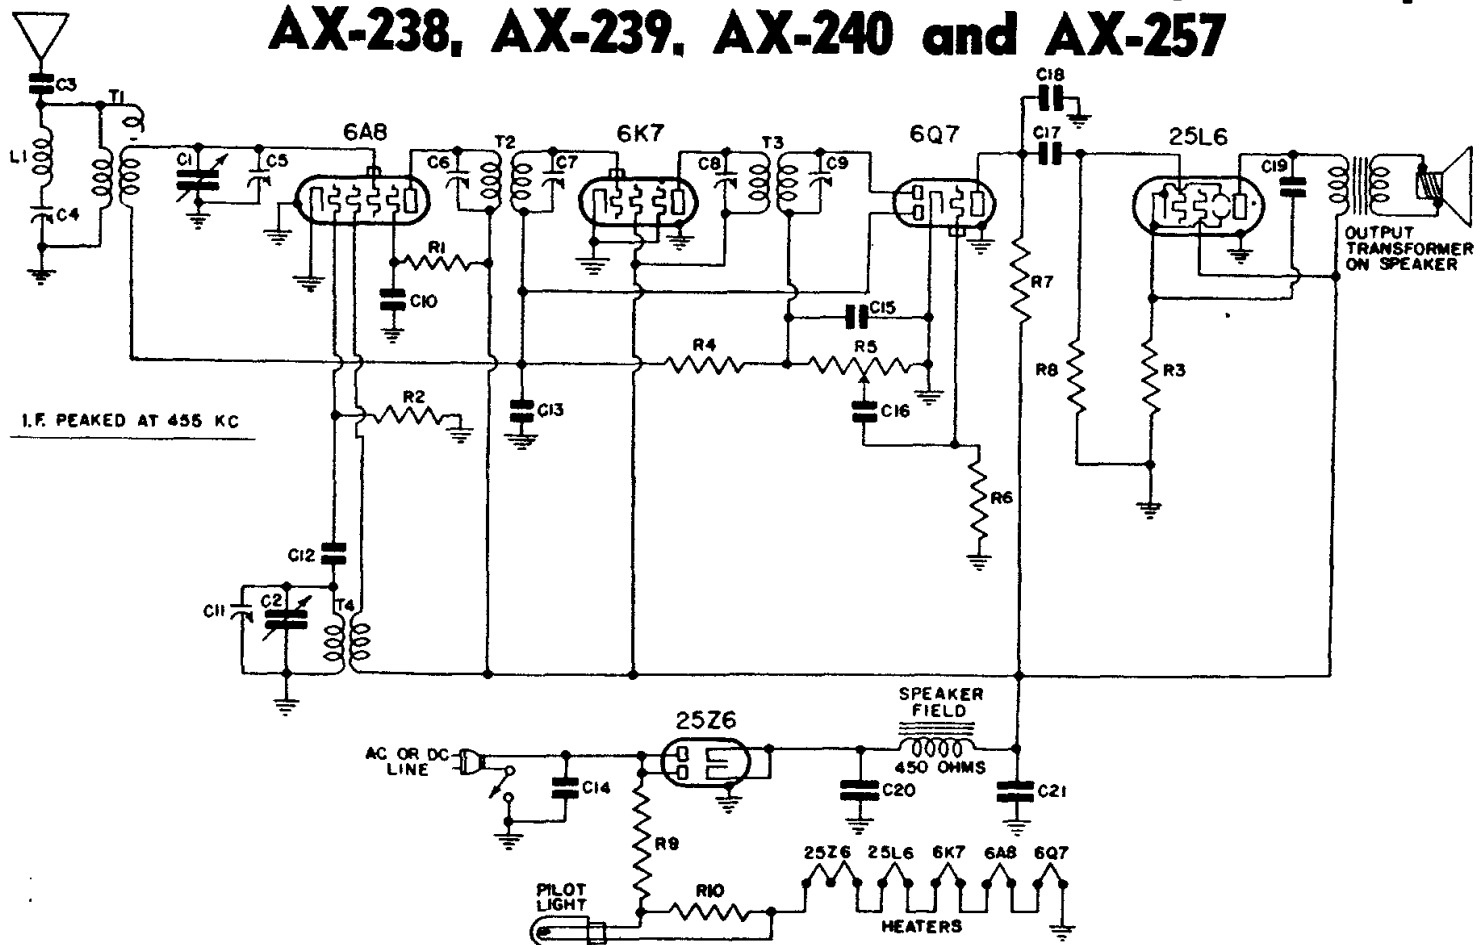 AX-238, AX-239, AX-240 and AX-257
C3
T1
L1
C4
C1
C5
6A8
C6
T2
C7
6K7
C8
T3
C9
6Q7
C18
C17
25L6
C19
OUTPUT
TRANSFORMER
ON SPEAKER
R1
C10
C15
R7
R4
R5
R8
R3
R2
C13
C16
I.F. PEAKED AT 455 KC
R6
C12
C11
C2
T4
SPEAKER
FIELD
450 OHMS
25Z6
AC OR DC
LINE
C14
C20
C21
R9
25Z6 25L6 6K7 6A8 6Q7
PILOT
LIGHT
R10
HEATERS